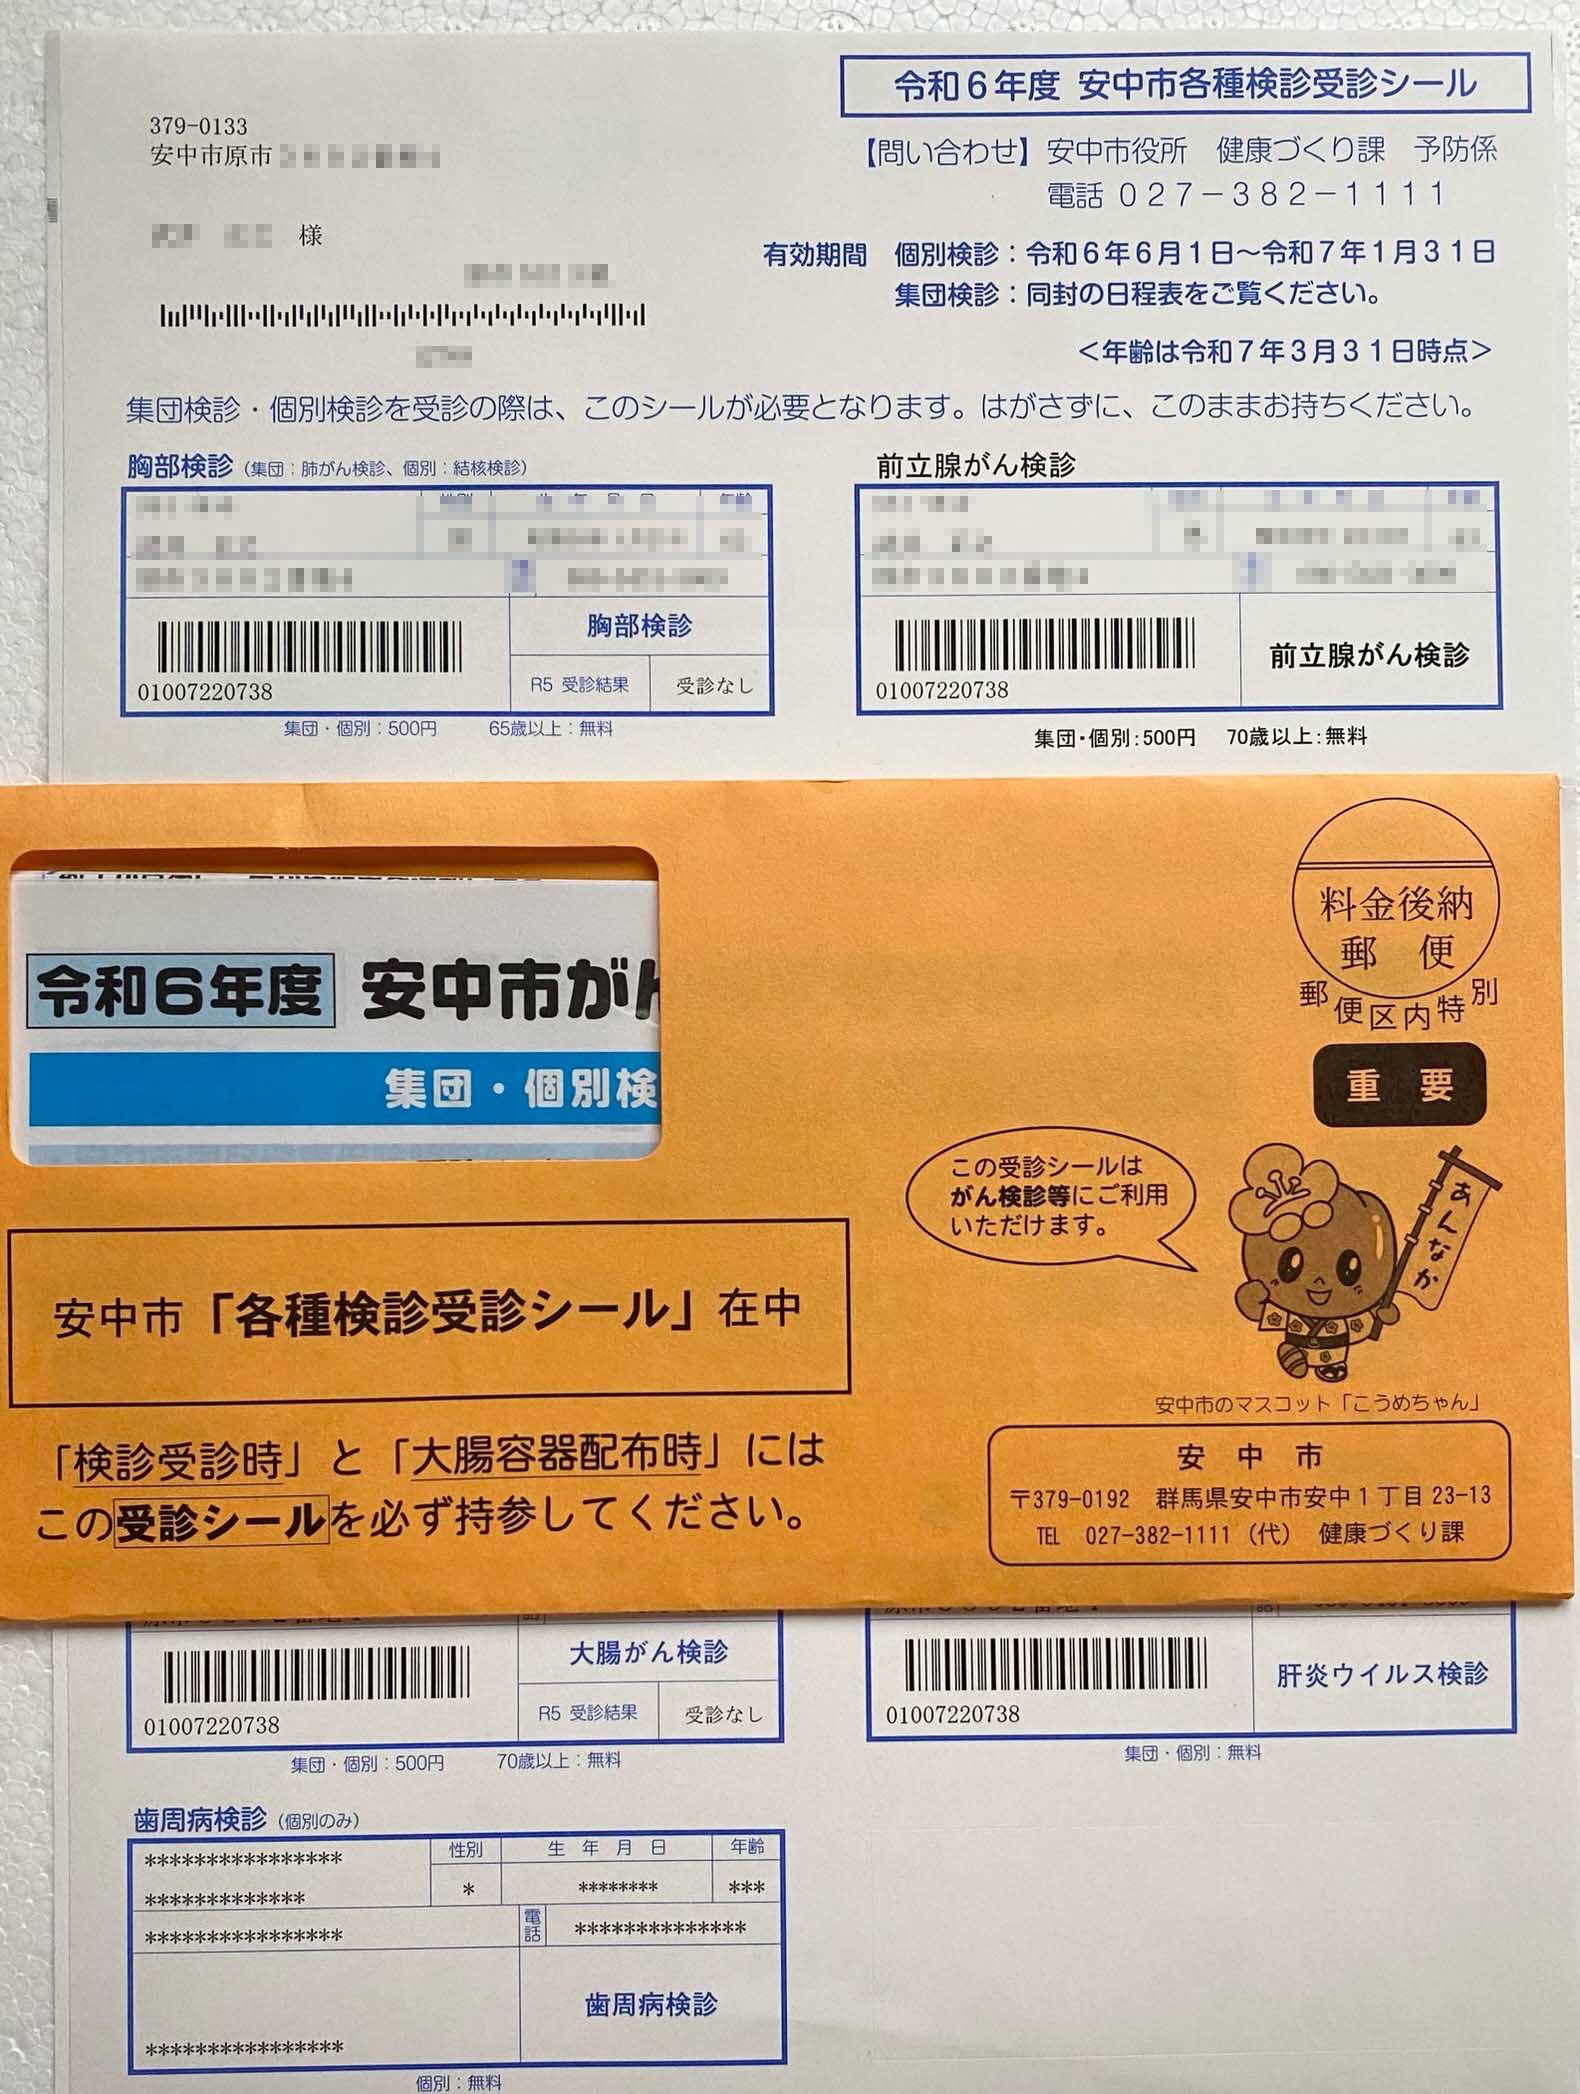 令和6年度 安中市各種検診受診シール
379-0133
安中市原市
様
【問い合わせ】安中市役所 健康づくり課 予防係
電話 027-382-1111
有効期間 個別検診：令和6年6月1日～令和7年1月31日
集団検診：同封の日程表をご覧ください。
＜年齢は令和7年3月31日時点＞
集団検診・個別検診を受診の際は、このシールが必要となります。はがさずに、このままお持ちください。
胸部検診（集団：肺がん検診、個別：結核検診）
胸部検診
R5 受診結果 受診なし
01007220738
集団・個別：500円 65歳以上：無料
前立腺がん検診
前立腺がん検診
01007220738
集団・個別：500円 70歳以上：無料
令和6年度 安中市が
集団・個別検
料金後納
郵便
郵便区内特別
重要
この受診シールは
がん検診等にご利用
いただけます。
あんなか
安中市のマスコット「こうめちゃん」
安中市「各種検診受診シール」在中
「検診受診時」と「大腸容器配布時」には
この受診シールを必ず持参してください。
安中市
〒379-0192 群馬県安中市安中1丁目23-13
TEL 027-382-1111（代） 健康づくり課
大腸がん検診
R5 受診結果 受診なし
01007220738
集団・個別：500円 70歳以上：無料
肝炎ウイルス検診
01007220738
集団・個別：無料
歯周病検診（個別のみ）
**************** 性別 生年月日 年齢
************* * ******** ***
**************** 電話 **************
歯周病検診
****************
個別：無料